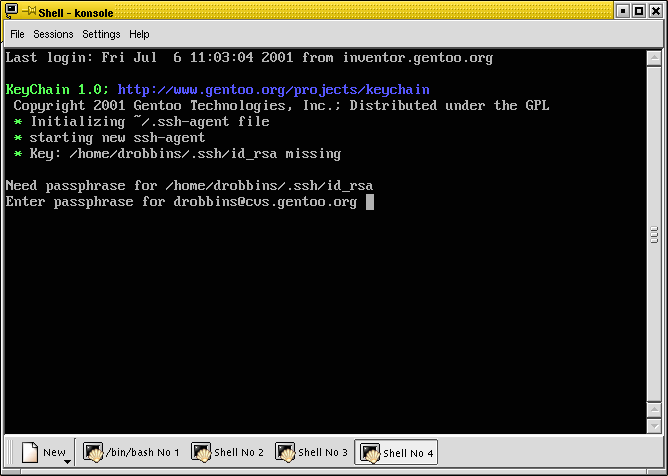 Shell - konsole
File Sessions Settings Help
Last login: Fri Jul  6 11:03:04 2001 from inventor.gentoo.org
KeyChain 1.0; http://www.gentoo.org/projects/keychain
 Copyright 2001 Gentoo Technologies, Inc.; Distributed under the GPL
 * Initializing ~/.ssh-agent file
 * starting new ssh-agent
 * Key: /home/drobbins/.ssh/id_rsa missing
Need passphrase for /home/drobbins/.ssh/id_rsa
Enter passphrase for drobbins@cvs.gentoo.org
New /bin/bash No 1 Shell No 2 Shell No 3 Shell No 4